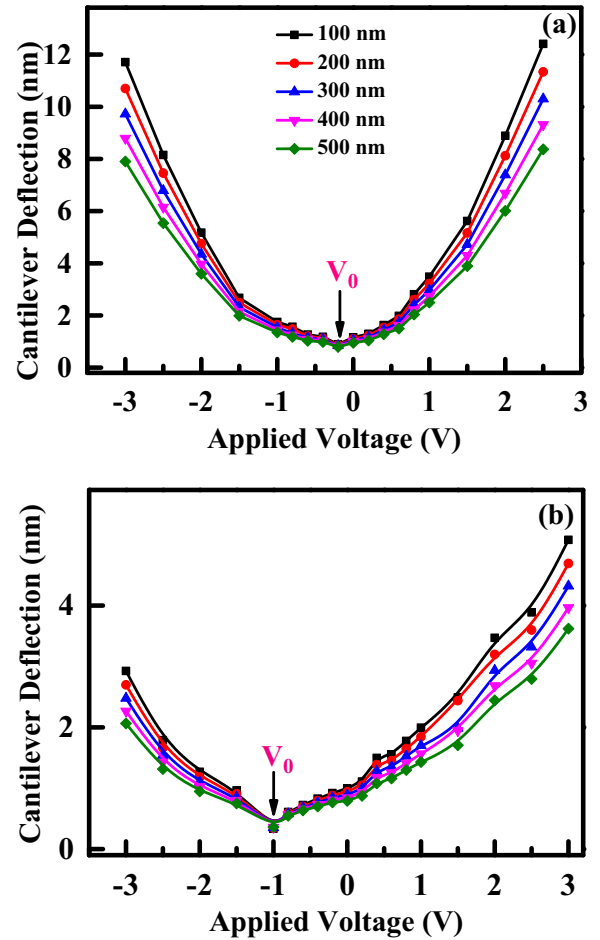 (a)
100 nm
200 nm
300 nm
400 nm
500 nm
V0
Cantilever Deflection (nm)
12
10
8
6
4
2
0
-3 -2 -1 0 1 2 3
Applied Voltage (V)
(b)
V0
Cantilever Deflection (nm)
4
2
0
-3 -2 -1 0 1 2 3
Applied Voltage (V)